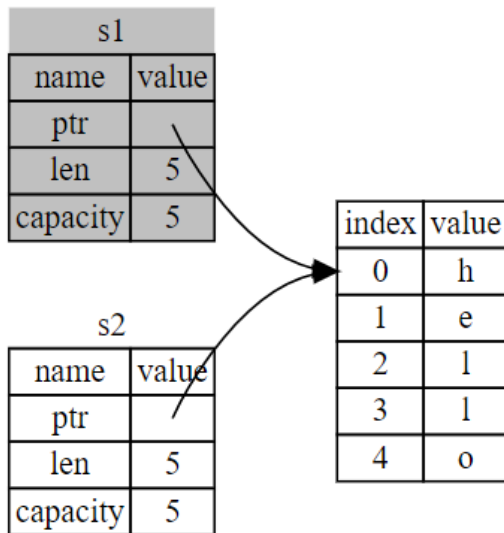 s1
name value
ptr
len 5
capacity 5
s2
name value
ptr
len 5
capacity 5
index value
0 h
1 e
2 l
3 l
4 o